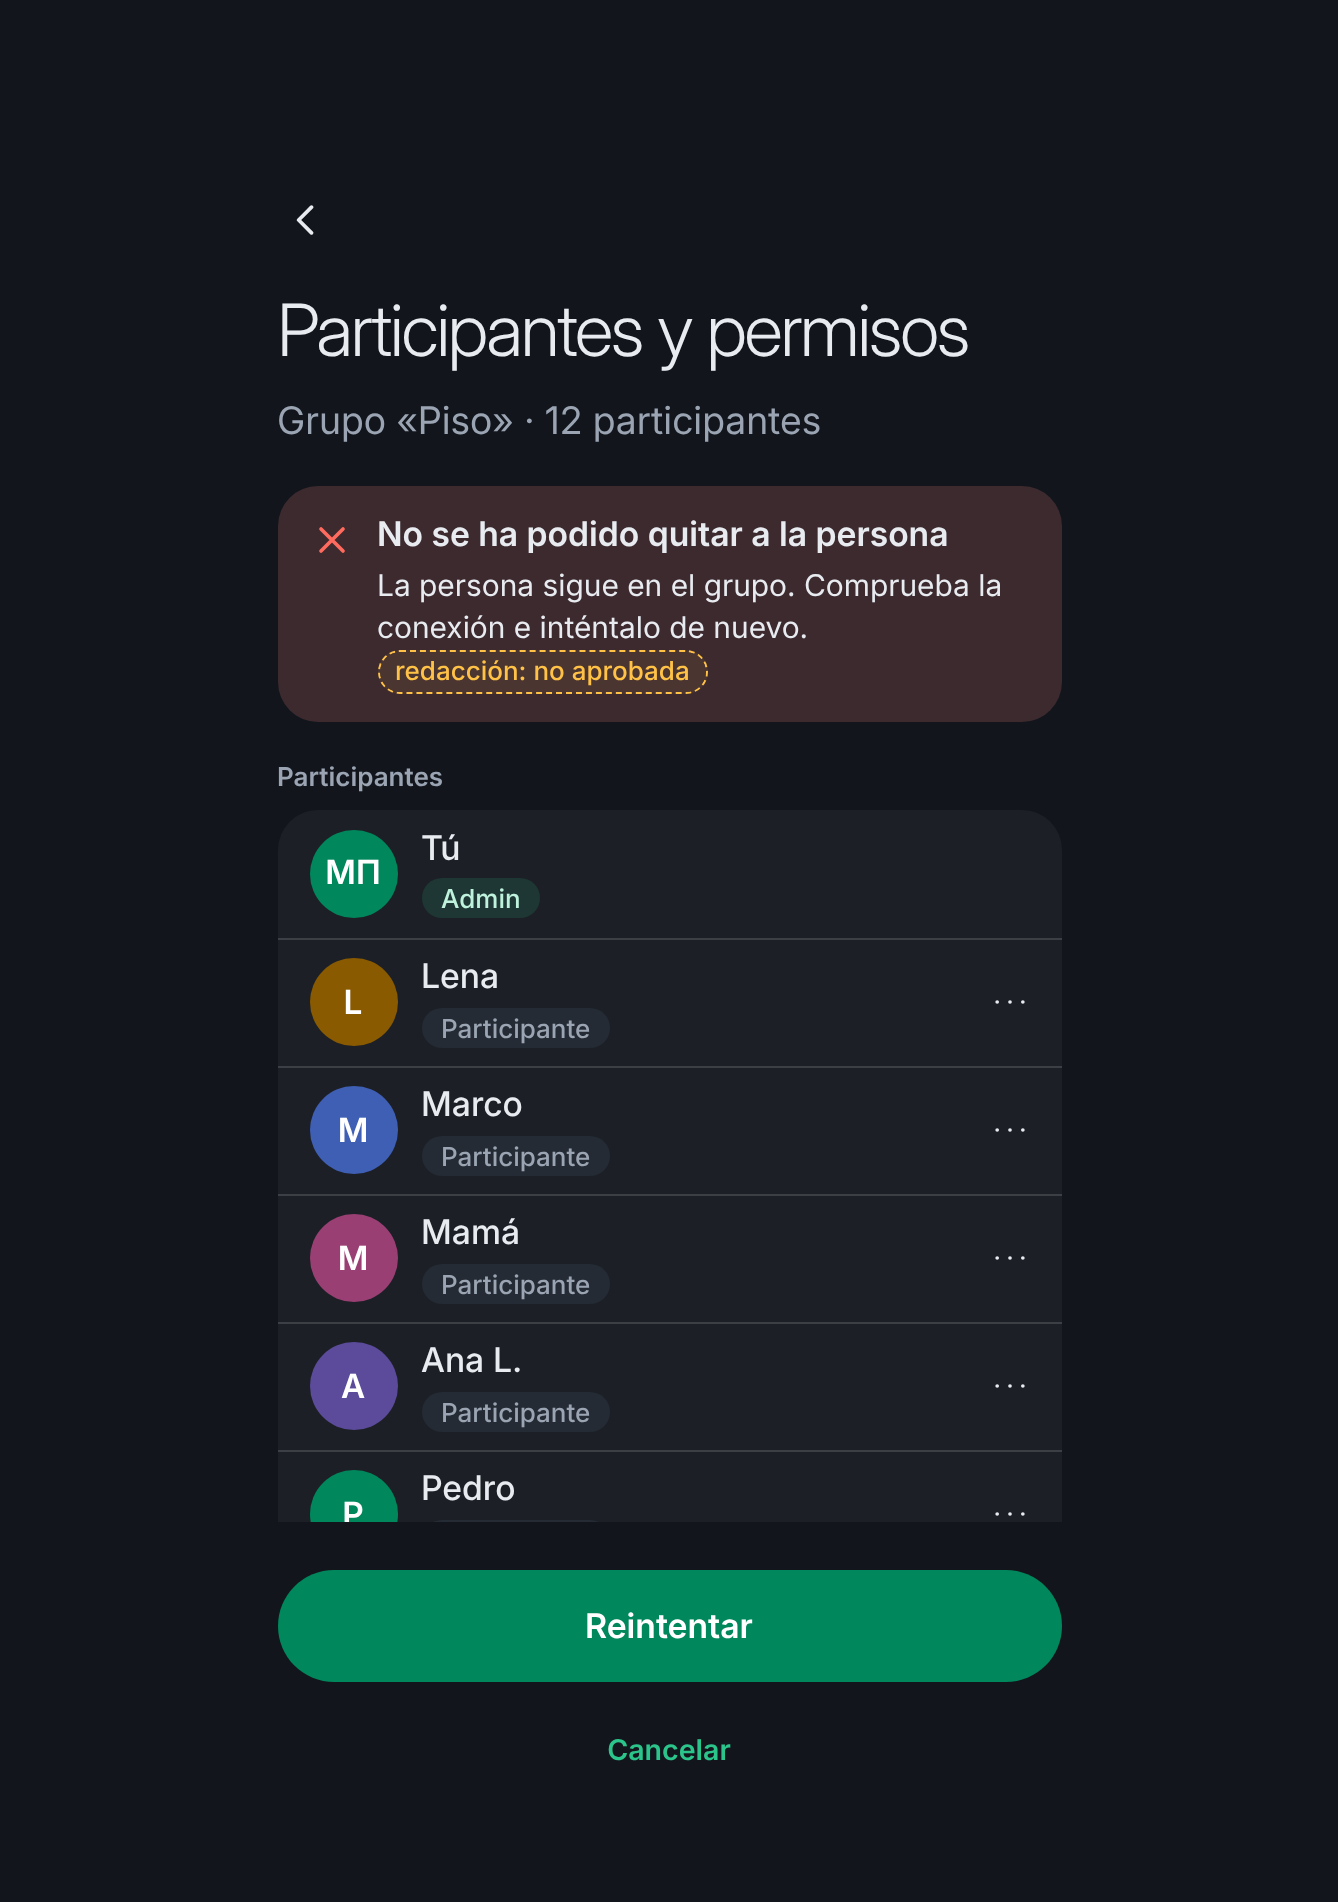 Participantes y permisos
Grupo «Piso» · 12 participantes
No se ha podido quitar a la persona
La persona sigue en el grupo. Comprueba la
conexión e inténtalo de nuevo.
redacción: no aprobada
Participantes
МП
Tú
Admin
L
Lena
Participante
M
Marco
Participante
M
Mamá
Participante
A
Ana L.
Participante
P
Pedro
Reintentar
Cancelar